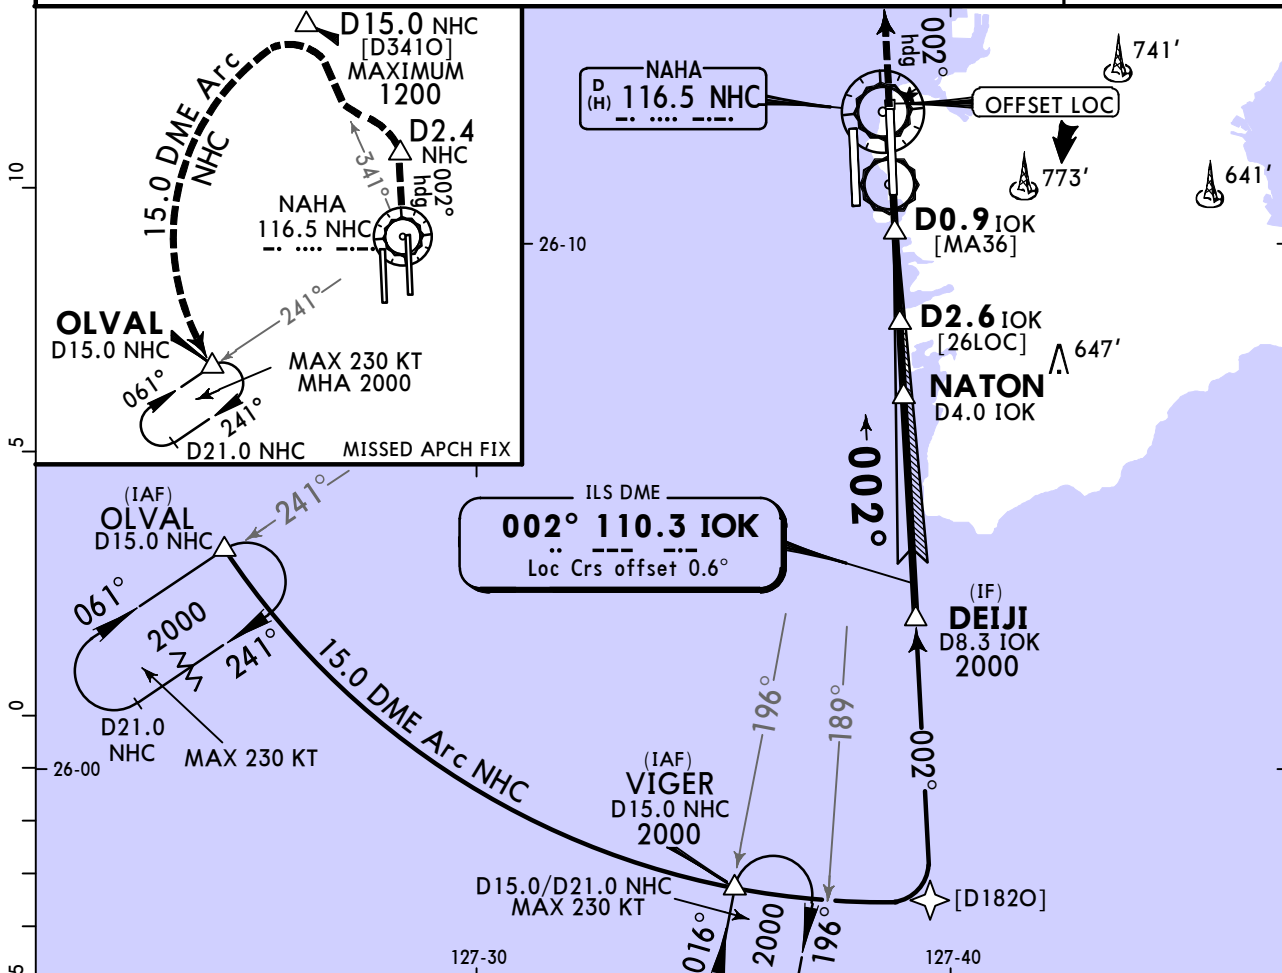 D15.0 NHC
[D341O]
MAXIMUM
1200
15.0 DME Arc
NHC
D2.4
NHC
341°
002°
hdg
NAHA
116.5 NHC
241°
OLVAL
D15.0 NHC
MAX 230 KT
MHA 2000
061°
241°
D21.0 NHC
MISSED APCH FIX
10
5
0
5
002°
hdg
NAHA
D
(H)
116.5 NHC
OFFSET LOC
741'
773'
641'
26-10
D0.9 IOK
[MA36]
D2.6 IOK
[26LOC]
647'
NATON
D4.0 IOK
002°
(IAF)
OLVAL
D15.0 NHC
241°
ILS DME
002° 110.3 IOK
Loc Crs offset 0.6°
061°
2000
241°
D21.0
NHC
MAX 230 KT
15.0 DME Arc NHC
(IF)
DEIJI
D8.3 IOK
2000
196°
189°
002°
26-00
(IAF)
VIGER
D15.0 NHC
2000
D15.0/D21.0 NHC
MAX 230 KT
016°
2000
196°
[D182O]
127-30
127-40